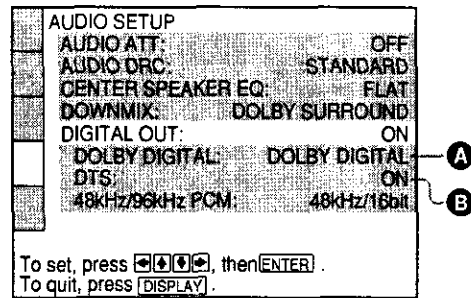 AUDIO SETUP
AUDIO ATT: OFF
AUDIO DRC: STANDARD
CENTER SPEAKER EQ: FLAT
DOWNMIX: DOLBY SURROUND
DIGITAL OUT: ON
DOLBY DIGITAL: DOLBY DIGITAL A
DTS: ON
B
48kHz/96kHz PCM: 48kHz/16bit
To set, press ←↑↓→, then ENTER .
To quit, press DISPLAY .